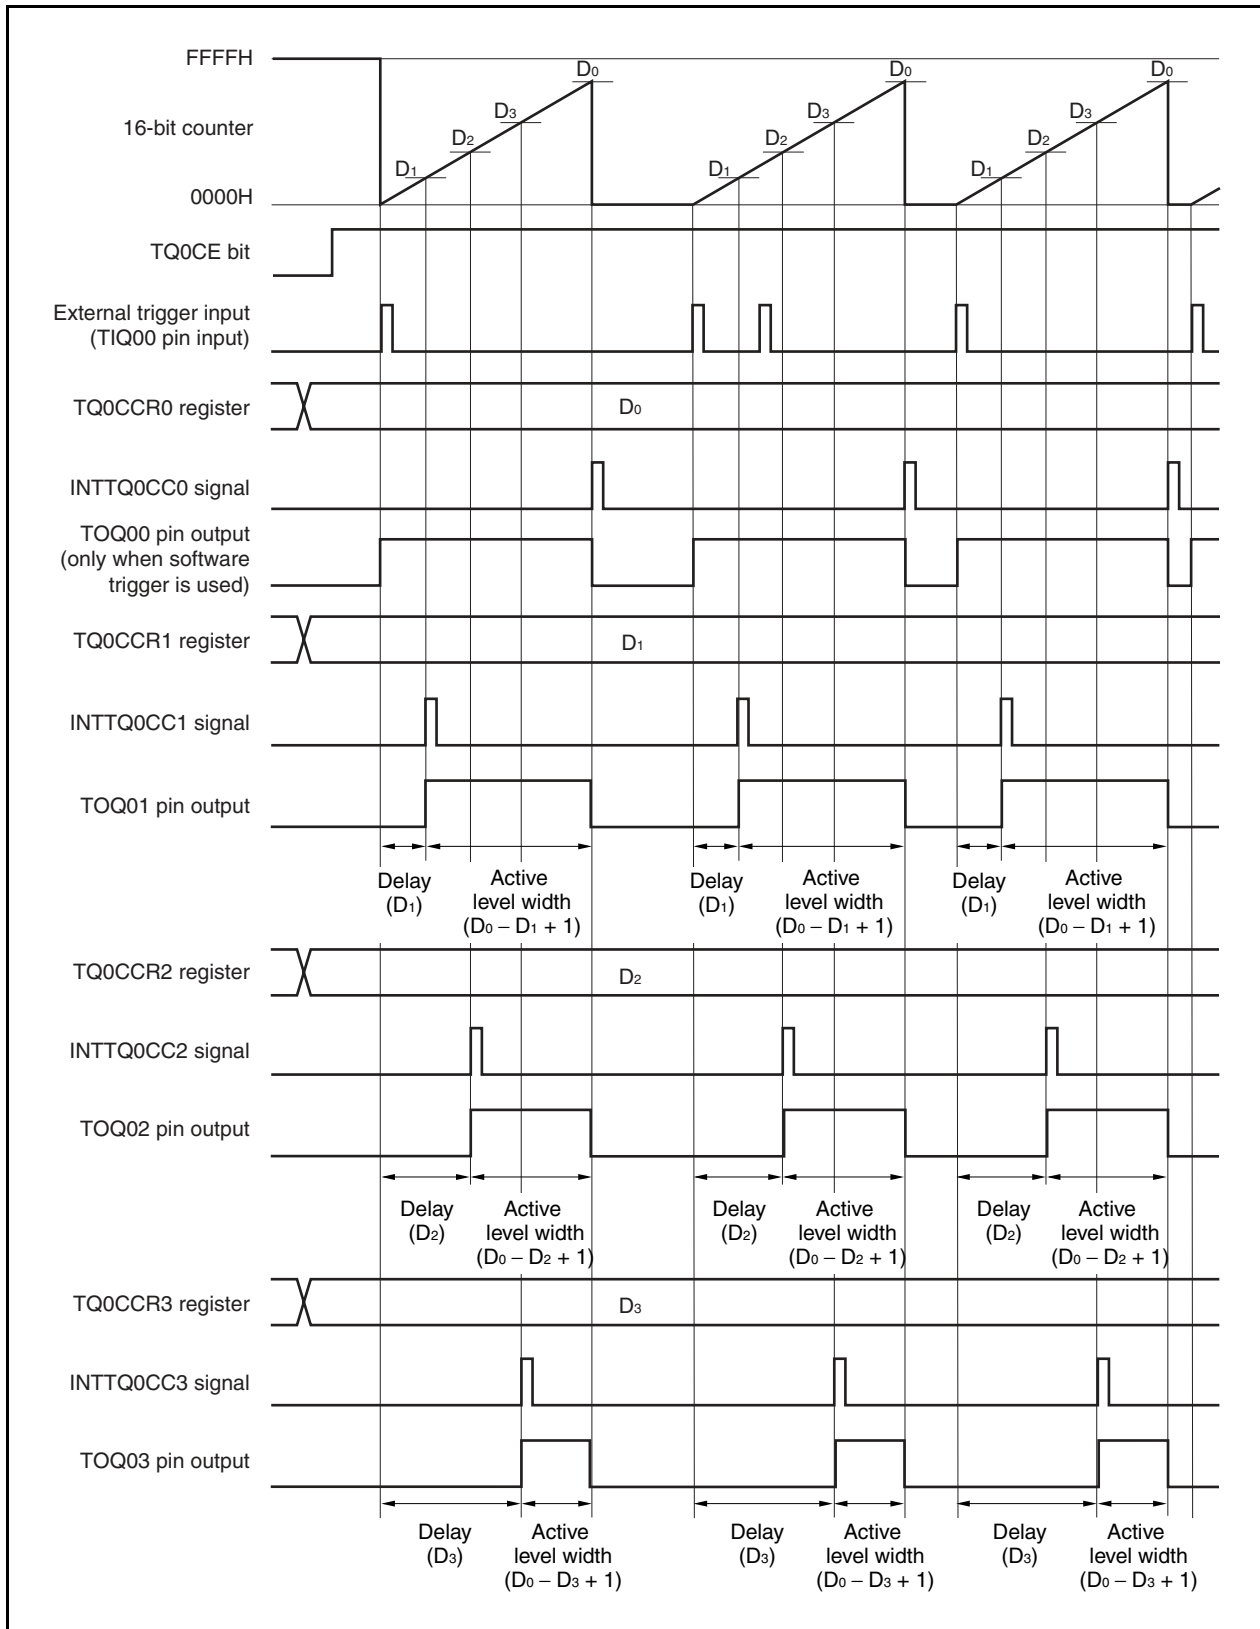 FFFFH
D0 D0 D0
D3 D3 D3
16-bit counter
D2 D2 D2
D1 D1 D1
0000H
TQ0CE bit
External trigger input
(TIQ00 pin input)
TQ0CCR0 register
D0
INTTQ0CC0 signal
TOQ00 pin output
(only when software
trigger is used)
TQ0CCR1 register
D1
INTTQ0CC1 signal
TOQ01 pin output
Delay Active Delay Active Delay Active
(D1) level width (D1) level width (D1) level width
(D0 – D1 + 1) (D0 – D1 + 1) (D0 – D1 + 1)
TQ0CCR2 register
D2
INTTQ0CC2 signal
TOQ02 pin output
Delay Active Delay Active Delay Active
(D2) level width (D2) level width (D2) level width
(D0 – D2 + 1) (D0 – D2 + 1) (D0 – D2 + 1)
TQ0CCR3 register
D3
INTTQ0CC3 signal
TOQ03 pin output
Delay Active Delay Active Delay Active
(D3) level width (D3) level width (D3) level width
(D0 – D3 + 1) (D0 – D3 + 1) (D0 – D3 + 1)